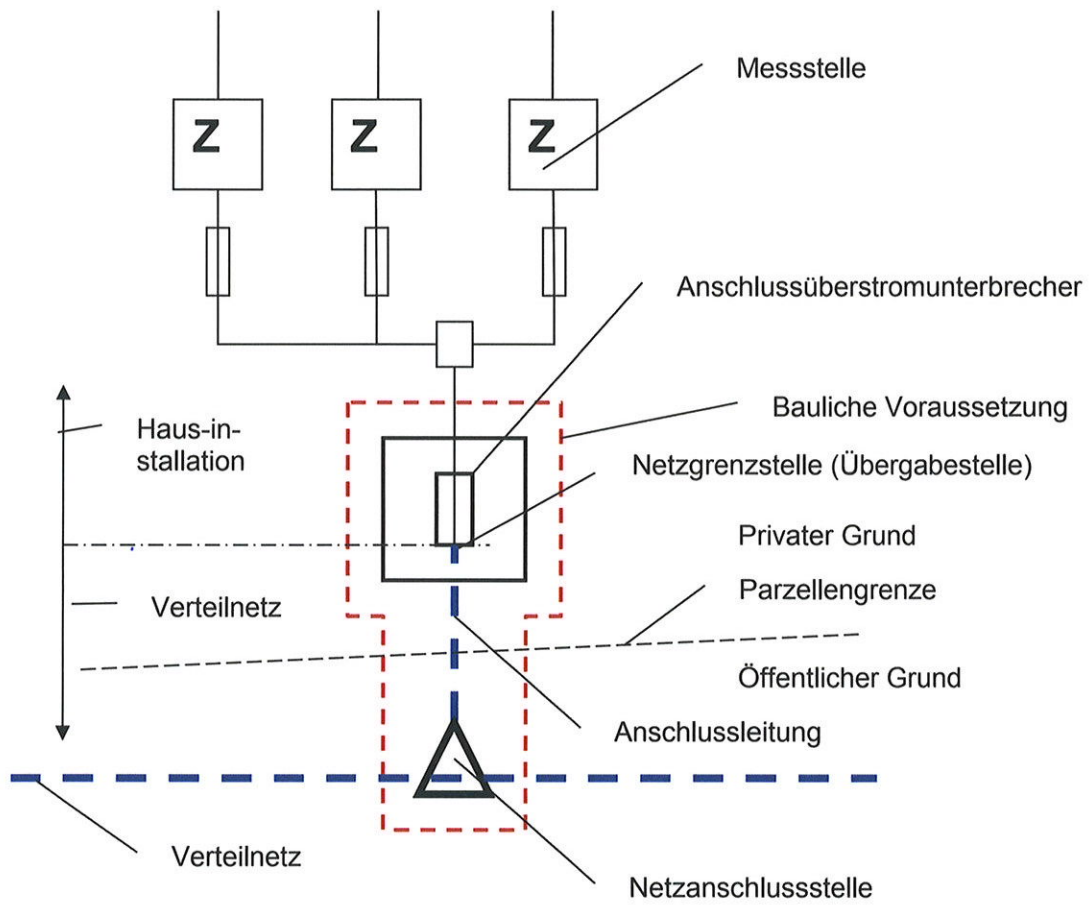 Messstelle
Z Z Z
Anschlussüberstromunterbrecher
Bauliche Voraussetzung
Haus-in-
stallation
Netzgrenzstelle (Übergabestelle)
Privater Grund
Parzellengrenze
Verteilnetz
Öffentlicher Grund
Anschlussleitung
Verteilnetz
Netzanschlussstelle